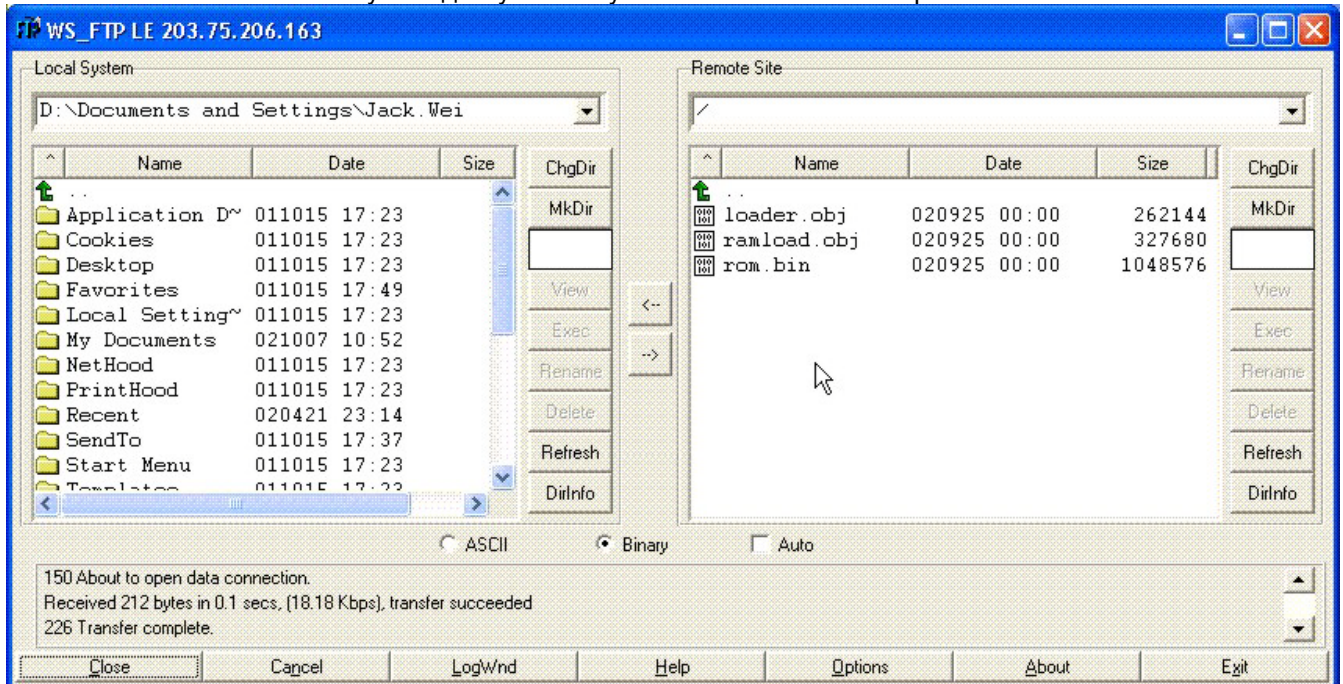 WS_FTP LE 203.75.206.163
Local System
D:\Documents and Settings\Jack.Wei
^ Name Date Size
..
Application D~ 011015 17:23
Cookies 011015 17:23
Desktop 011015 17:23
Favorites 011015 17:49
Local Setting~ 011015 17:23
My Documents 021007 10:52
NetHood 011015 17:23
PrintHood 011015 17:23
Recent 020421 23:14
SendTo 011015 17:37
Start Menu 011015 17:23
ChgDir
MkDir
View
Exec
Rename
Delete
Refresh
DirInfo
<--
-->
Remote Site
/
^ Name Date Size
..
loader.obj 020925 00:00 262144
ramload.obj 020925 00:00 327680
rom.bin 020925 00:00 1048576
ChgDir
MkDir
View
Exec
Rename
Delete
Refresh
DirInfo
ASCII Binary Auto
150 About to open data connection.
Received 212 bytes in 0.1 secs, (18.18 Kbps), transfer succeeded
226 Transfer complete.
Close Cancel LogWnd Help Options About Exit